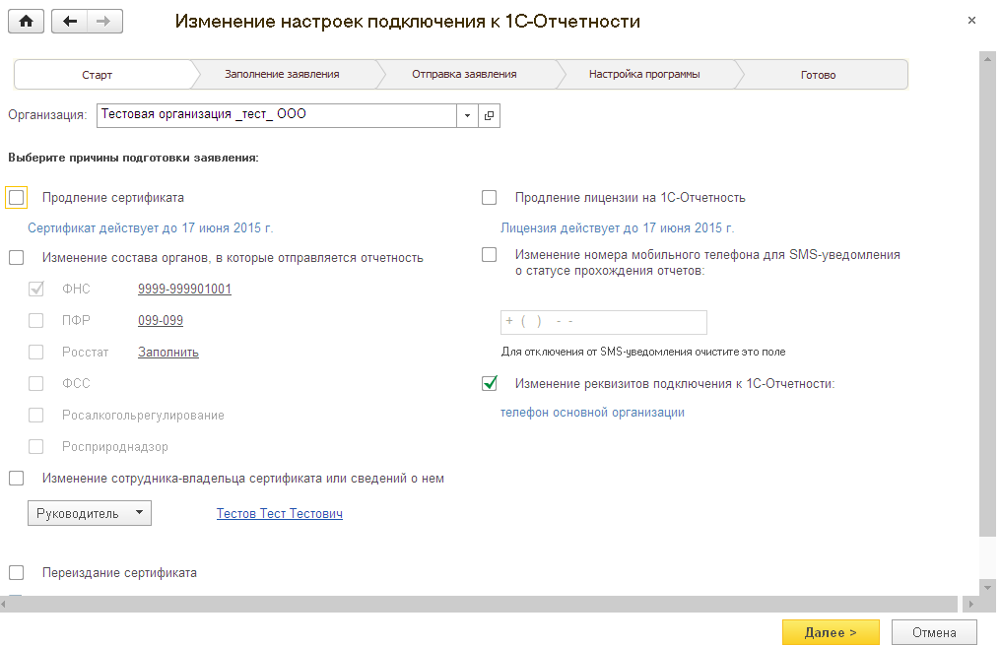 Изменение настроек подключения к 1С-Отчетности
Старт
Заполнение заявления
Отправка заявления
Настройка программы
Готово
Организация:
Тестовая организация _тест_ ООО
Выберите причины подготовки заявления:
Продление сертификата
Сертификат действует до 17 июня 2015 г.
Изменение состава органов, в которые отправляется отчетность
ФНС 9999-999901001
ПФР 099-099
Росстат Заполнить
ФСС
Росалкогольрегулирование
Росприроднадзор
Изменение сотрудника-владельца сертификата или сведений о нем
Руководитель
Тестов Тест Тестович
Переиздание сертификата
Продление лицензии на 1С-Отчетность
Лицензия действует до 17 июня 2015 г.
Изменение номера мобильного телефона для SMS-уведомления
о статусе прохождения отчетов:
+ ( ) - -
Для отключения от SMS-уведомления очистите это поле
Изменение реквизитов подключения к 1С-Отчетности:
телефон основной организации
Далее >
Отмена